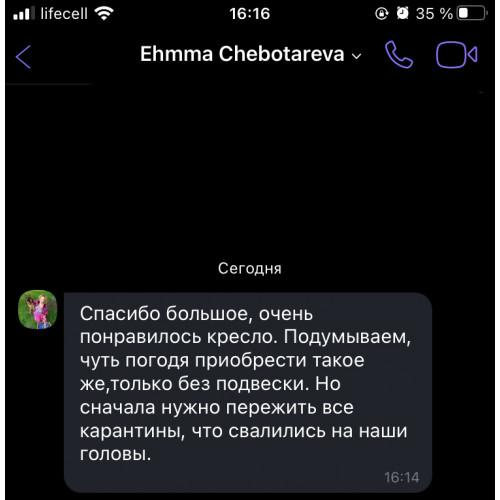 lifecell 16:16 35 %
Ehmma Chebotareva
Сегодня
Спасибо большое, очень
понравилось кресло. Подумываем,
чуть погодя приобрести такое
же,только без подвески. Но
сначала нужно пережить все
карантины, что свалились на наши
головы.
16:14